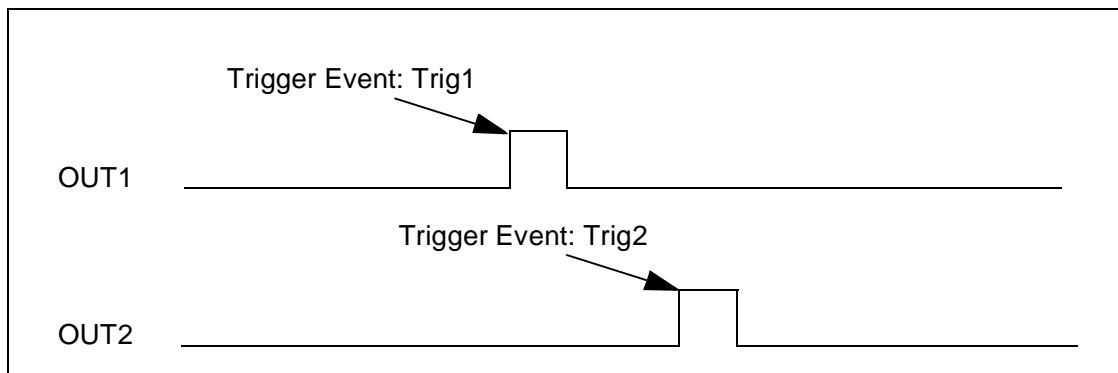 Trigger Event: Trig1
OUT1
Trigger Event: Trig2
OUT2